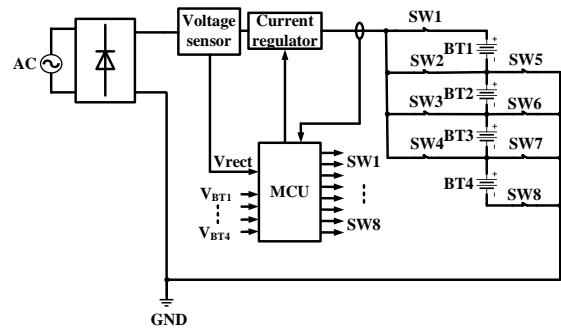 Voltage
sensor
Current
regulator
SW1
AC
BT1
SW2
SW5
BT2
SW3
SW6
BT3
SW4
SW7
BT4
SW8
Vrect
MCU
SW1
SW8
VBT1
VBT4
GND
+
+
+
+